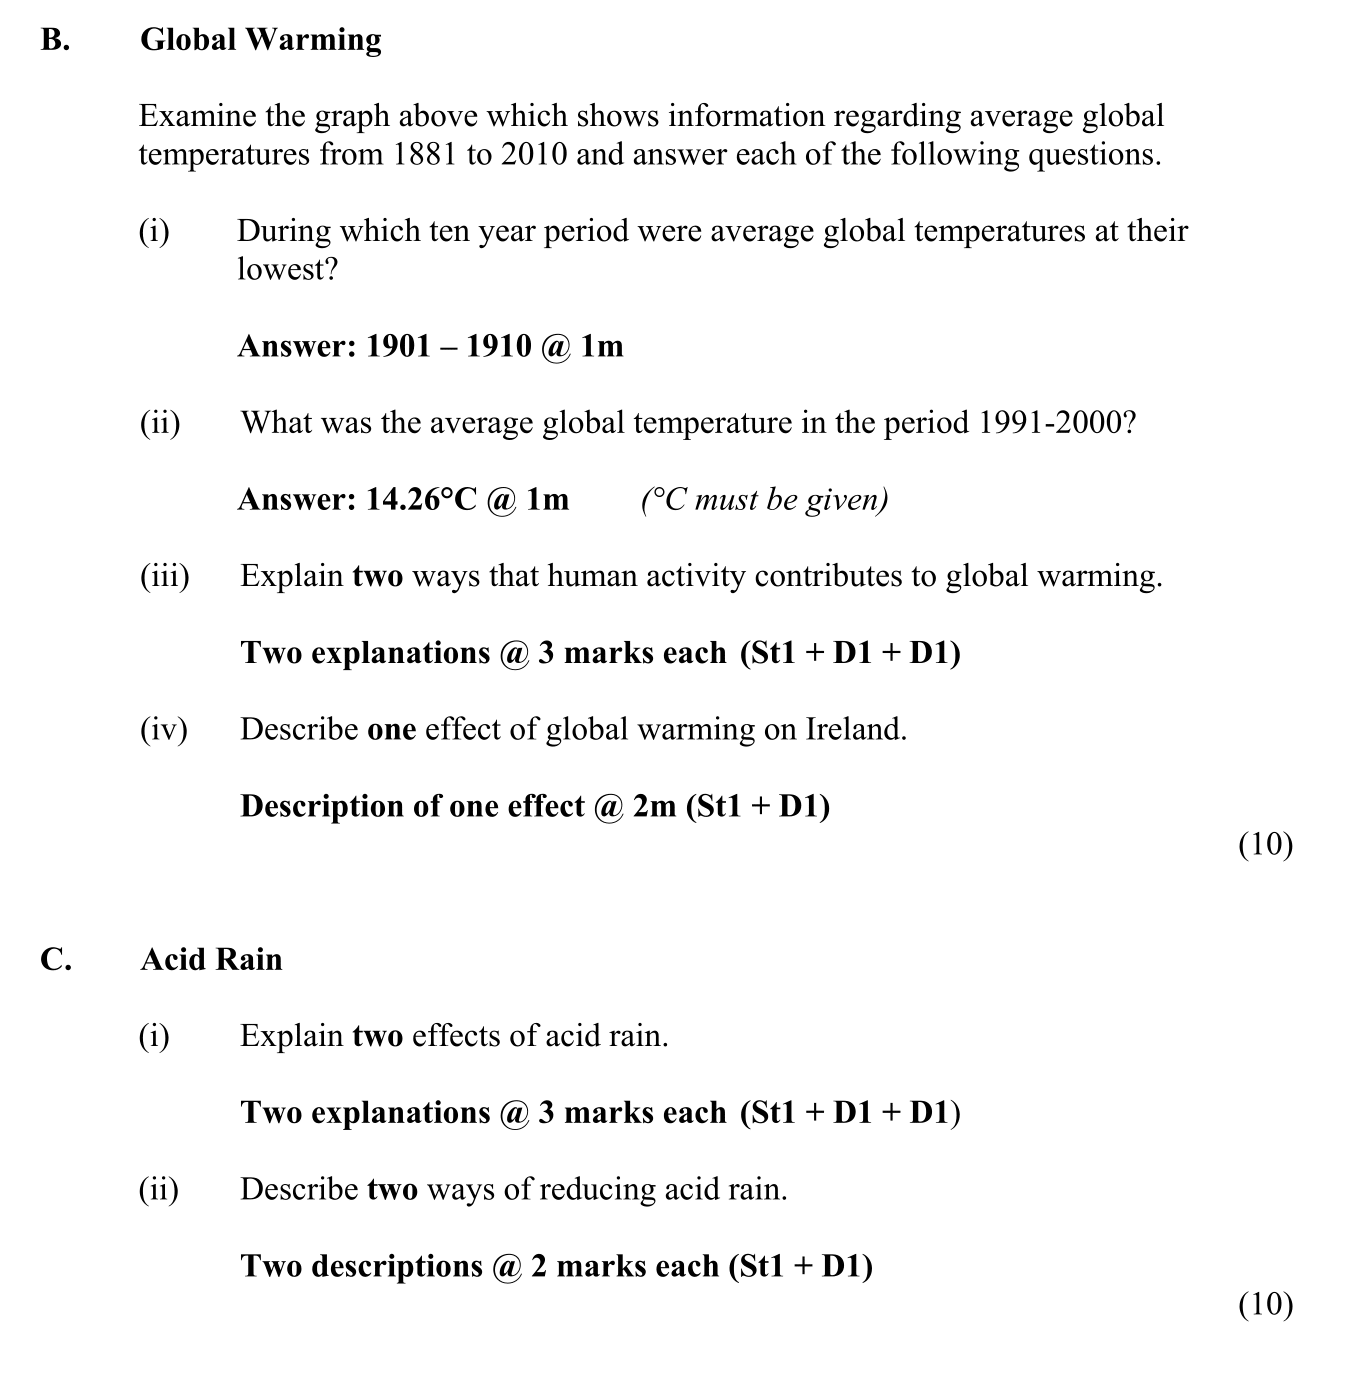 B. Global Warming
Examine the graph above which shows information regarding average global
temperatures from 1881 to 2010 and answer each of the following questions.
(i) During which ten year period were average global temperatures at their
lowest?
Answer: 1901 – 1910 @ 1m
(ii) What was the average global temperature in the period 1991-2000?
Answer: 14.26°C @ 1m (°C must be given)
(iii) Explain two ways that human activity contributes to global warming.
Two explanations @ 3 marks each (St1 + D1 + D1)
(iv) Describe one effect of global warming on Ireland.
Description of one effect @ 2m (St1 + D1)
(10)
C. Acid Rain
(i) Explain two effects of acid rain.
Two explanations @ 3 marks each (St1 + D1 + D1)
(ii) Describe two ways of reducing acid rain.
Two descriptions @ 2 marks each (St1 + D1)
(10)